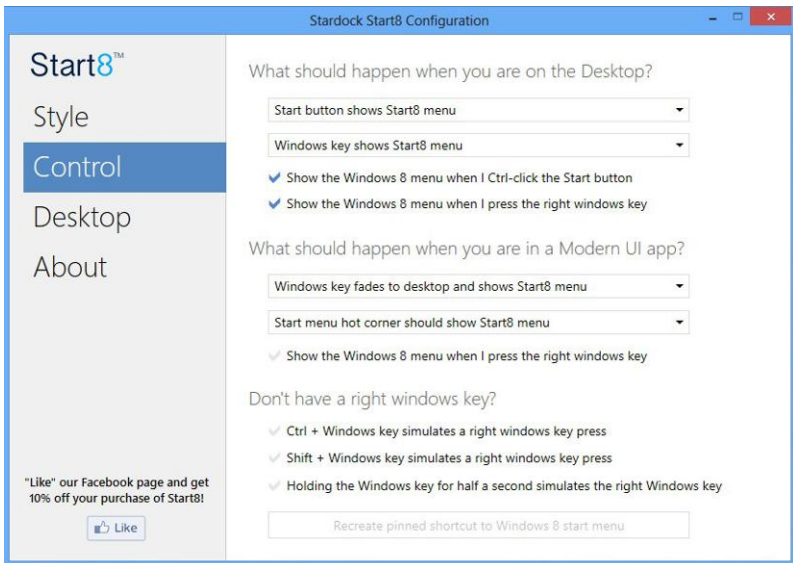 Stardock Start8 Configuration
Start8™
Style
Control
Desktop
About
"Like" our Facebook page and get
10% off your purchase of Start8!
Like
What should happen when you are on the Desktop?
Start button shows Start8 menu
Windows key shows Start8 menu
Show the Windows 8 menu when I Ctrl-click the Start button
Show the Windows 8 menu when I press the right windows key
What should happen when you are in a Modern UI app?
Windows key fades to desktop and shows Start8 menu
Start menu hot corner should show Start8 menu
Show the Windows 8 menu when I press the right windows key
Don't have a right windows key?
Ctrl + Windows key simulates a right windows key press
Shift + Windows key simulates a right windows key press
Holding the Windows key for half a second simulates the right Windows key
Recreate pinned shortcut to Windows 8 start menu